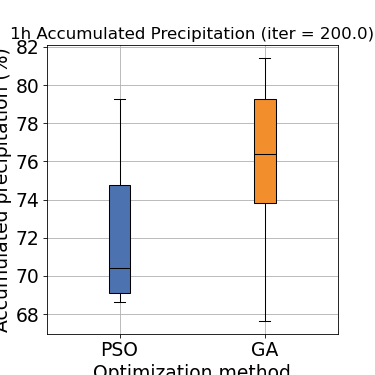 1h Accumulated Precipitation (iter = 200.0)
Accumulated precipitation (%)
82
80
78
76
74
72
70
68
PSO GA
Optimization method